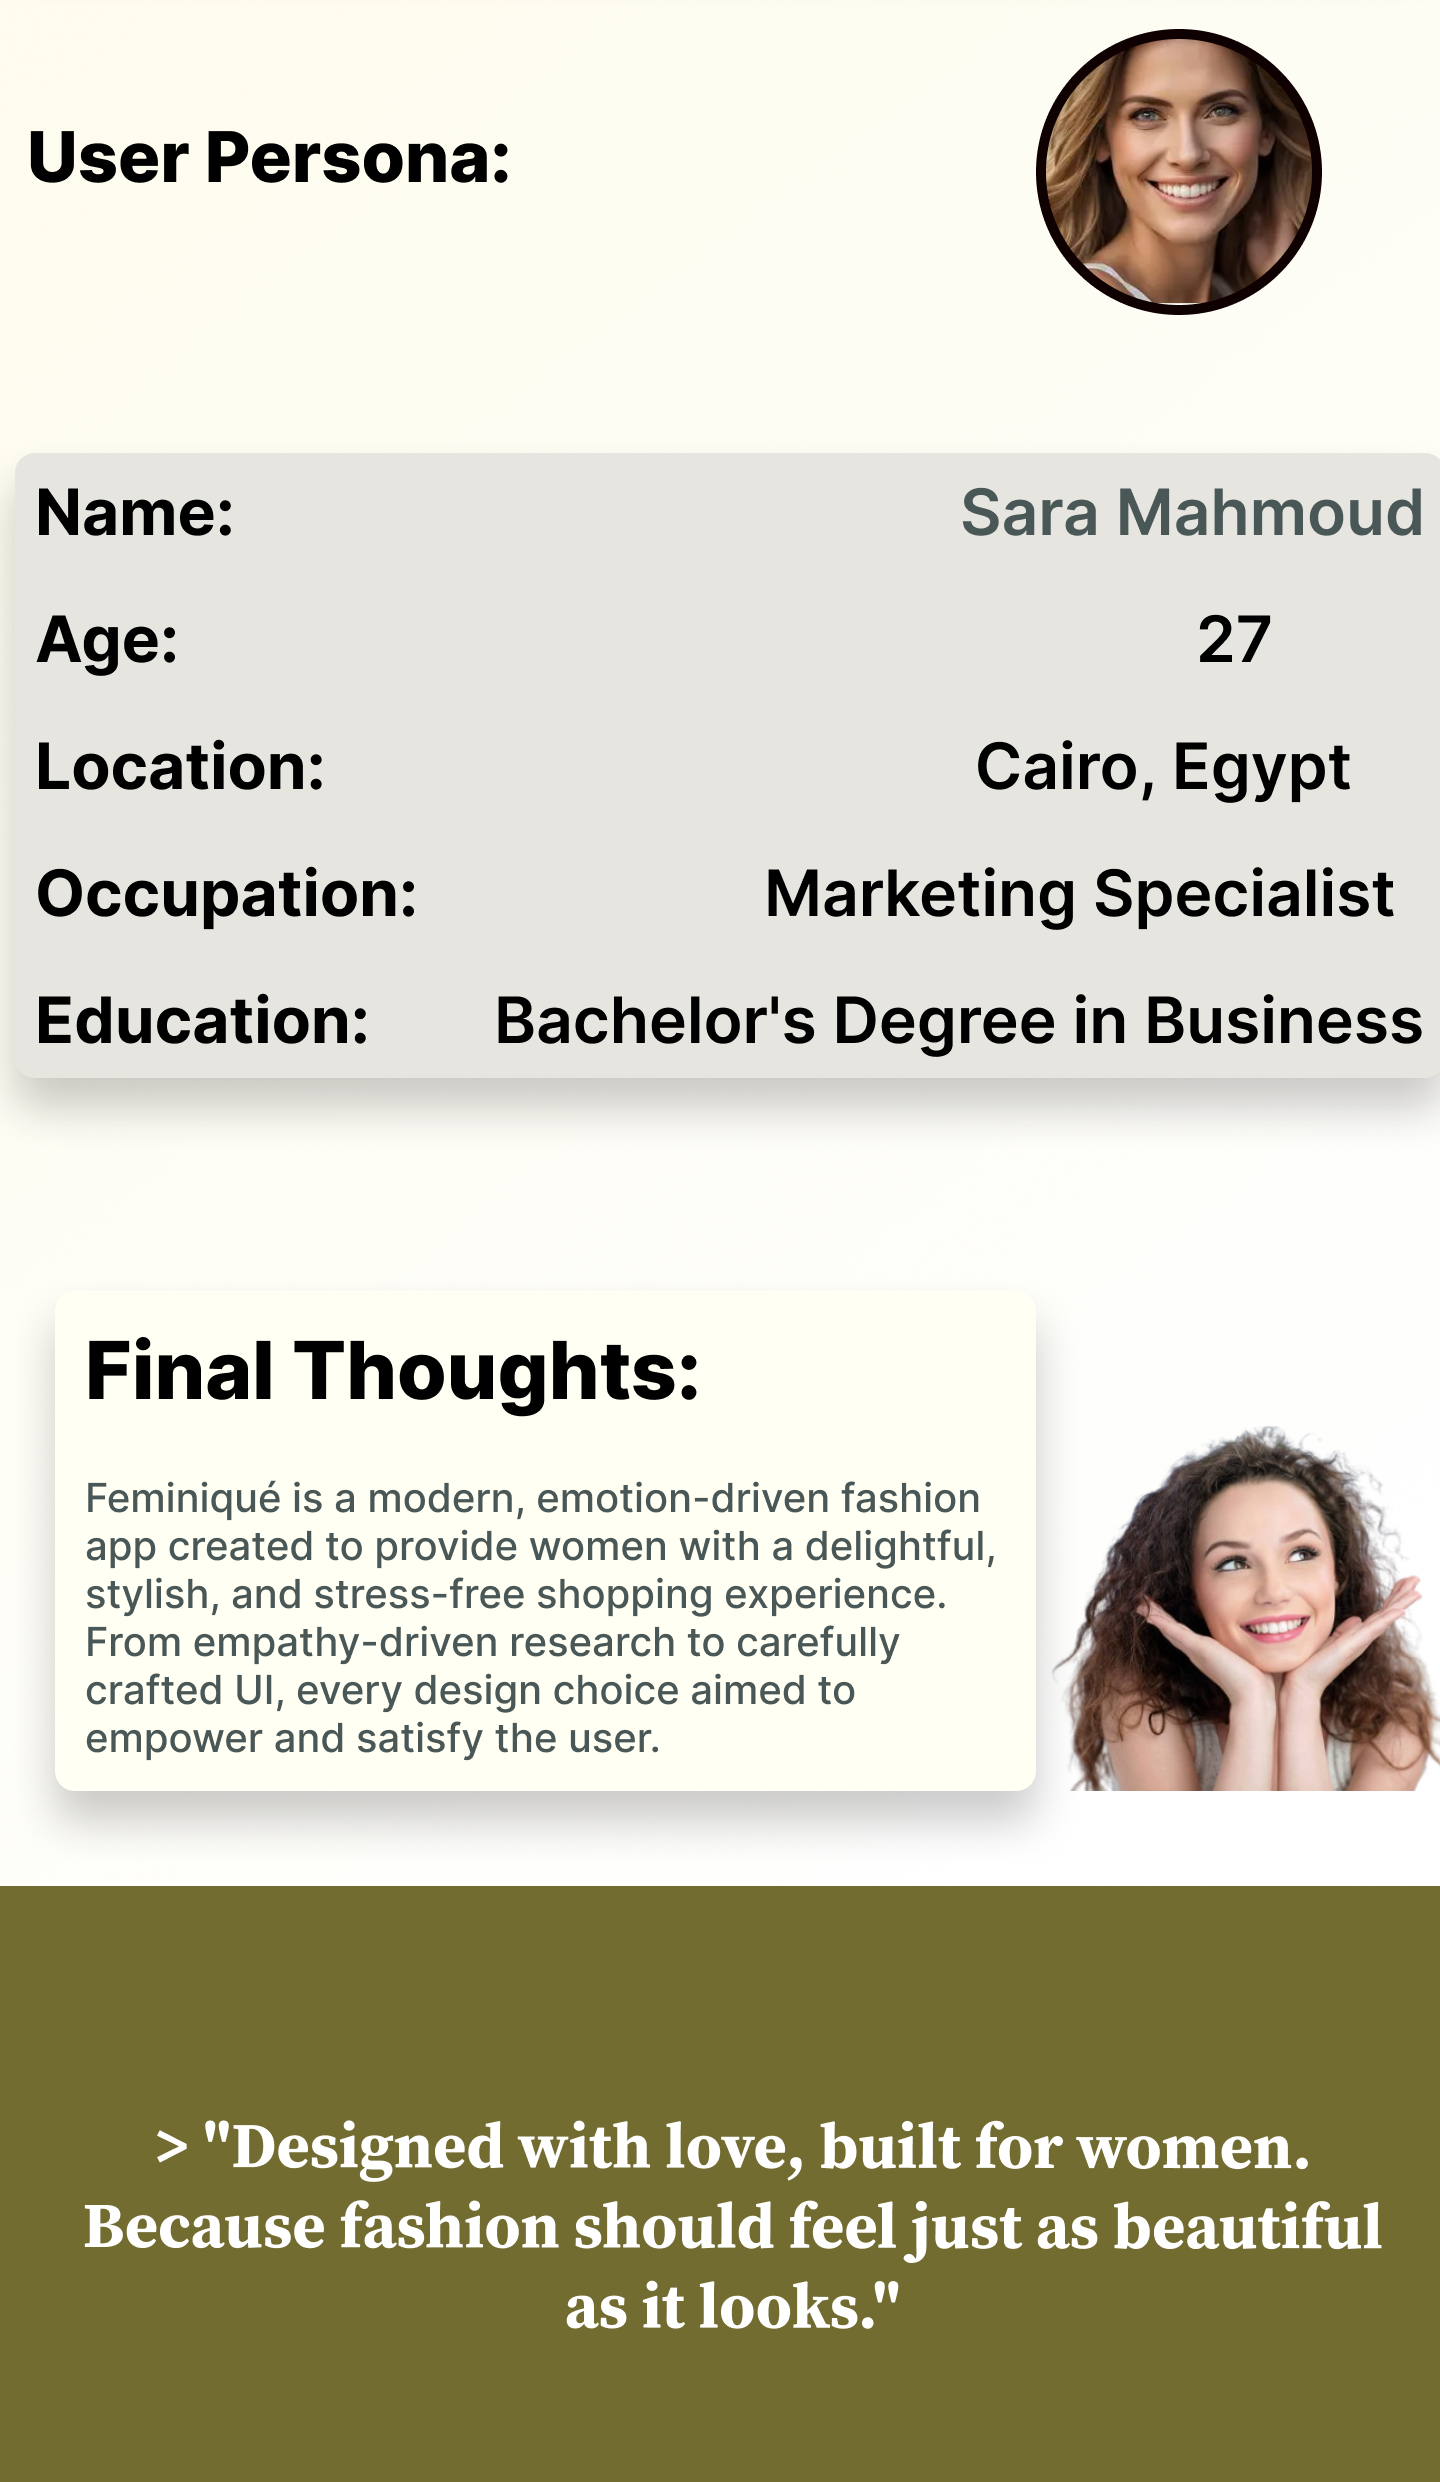 User Persona:
Name: Sara Mahmoud
Age: 27
Location: Cairo, Egypt
Occupation: Marketing Specialist
Education: Bachelor's Degree in Business
Final Thoughts:
Feminiqué is a modern, emotion-driven fashion
app created to provide women with a delightful,
stylish, and stress-free shopping experience.
From empathy-driven research to carefully
crafted UI, every design choice aimed to
empower and satisfy the user.
> "Designed with love, built for women.
Because fashion should feel just as beautiful
as it looks."